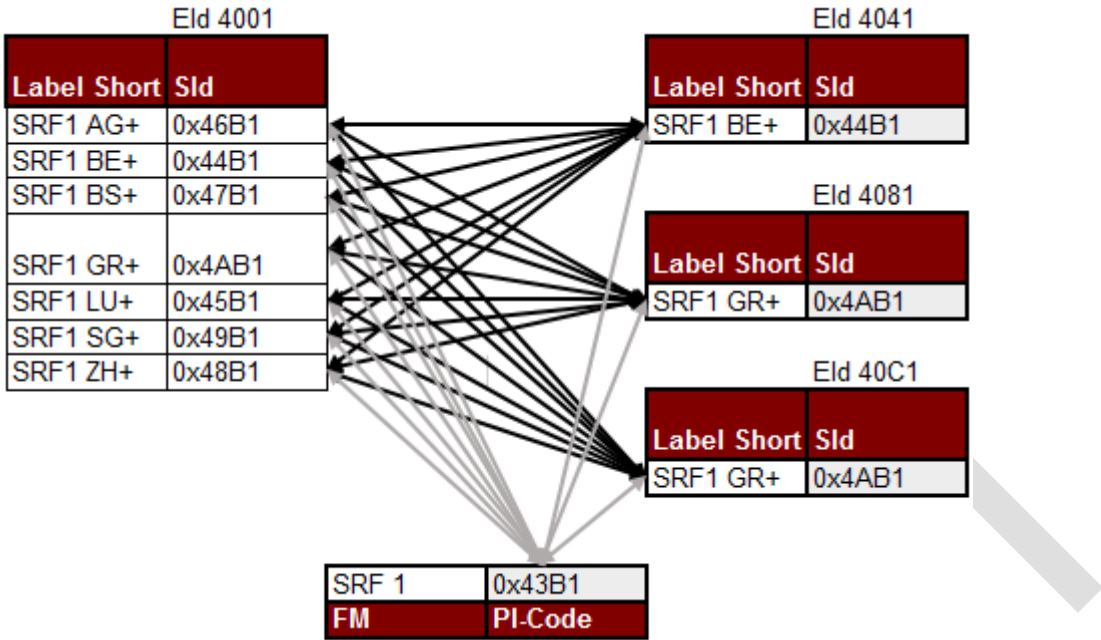 EId 4001
Label Short SId
SRF1 AG+ 0x46B1
SRF1 BE+ 0x44B1
SRF1 BS+ 0x47B1
SRF1 GR+ 0x4AB1
SRF1 LU+ 0x45B1
SRF1 SG+ 0x49B1
SRF1 ZH+ 0x48B1
EId 4041
Label Short SId
SRF1 BE+ 0x44B1
EId 4081
Label Short SId
SRF1 GR+ 0x4AB1
EId 40C1
Label Short SId
SRF1 GR+ 0x4AB1
SRF 1 0x43B1
FM PI-Code